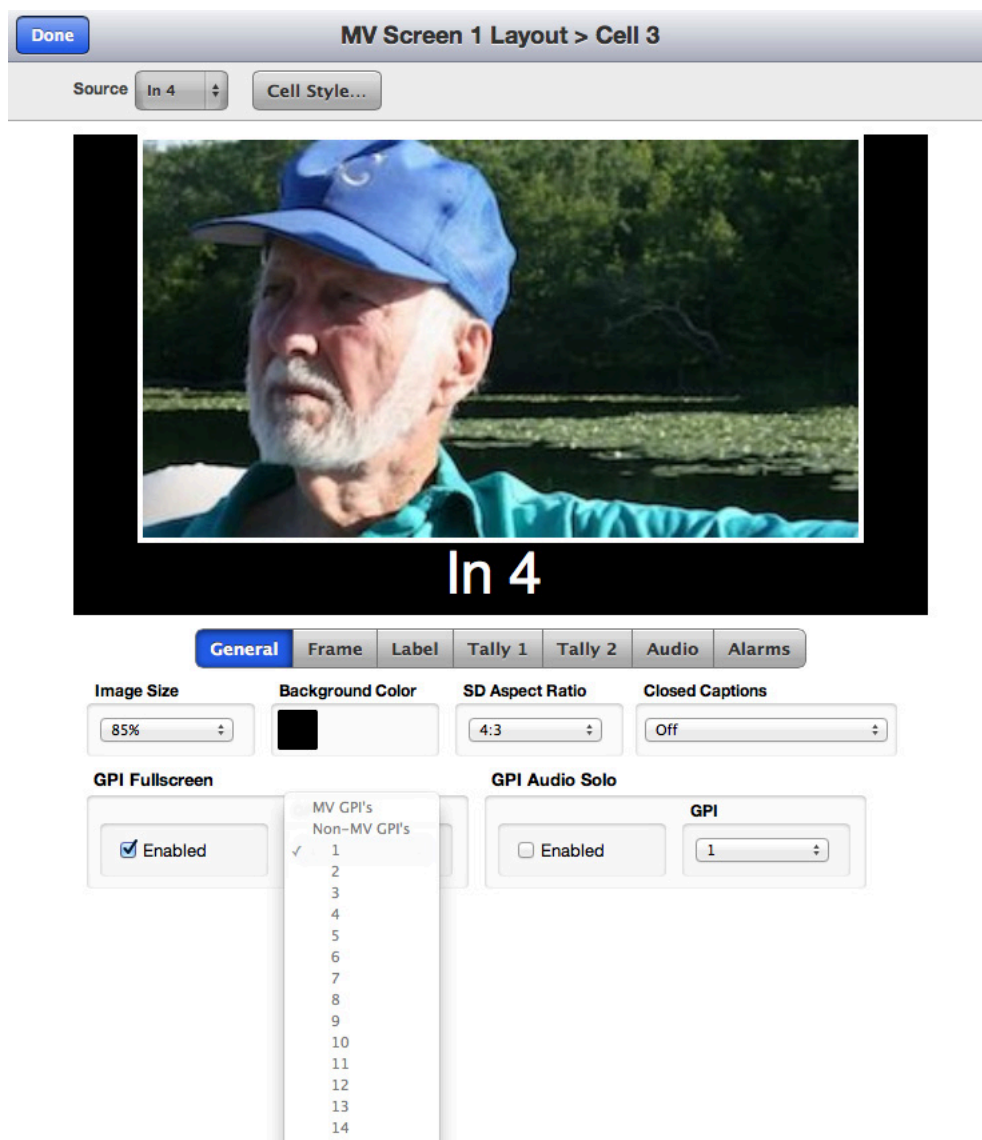 Done
MV Screen 1 Layout > Cell 3
Source In 4 Cell Style...
C
In 4
General Frame Label Tally 1 Tally 2 Audio Alarms
Image Size Background Color SD Aspect Ratio Closed Captions
85% 4:3 Off
GPI Fullscreen GPI Audio Solo
MV GPI's GPI
Non-MV GPI's
Enabled ✓ 1 Enabled 1
2
3
4
5
6
7
8
9
10
11
12
13
14